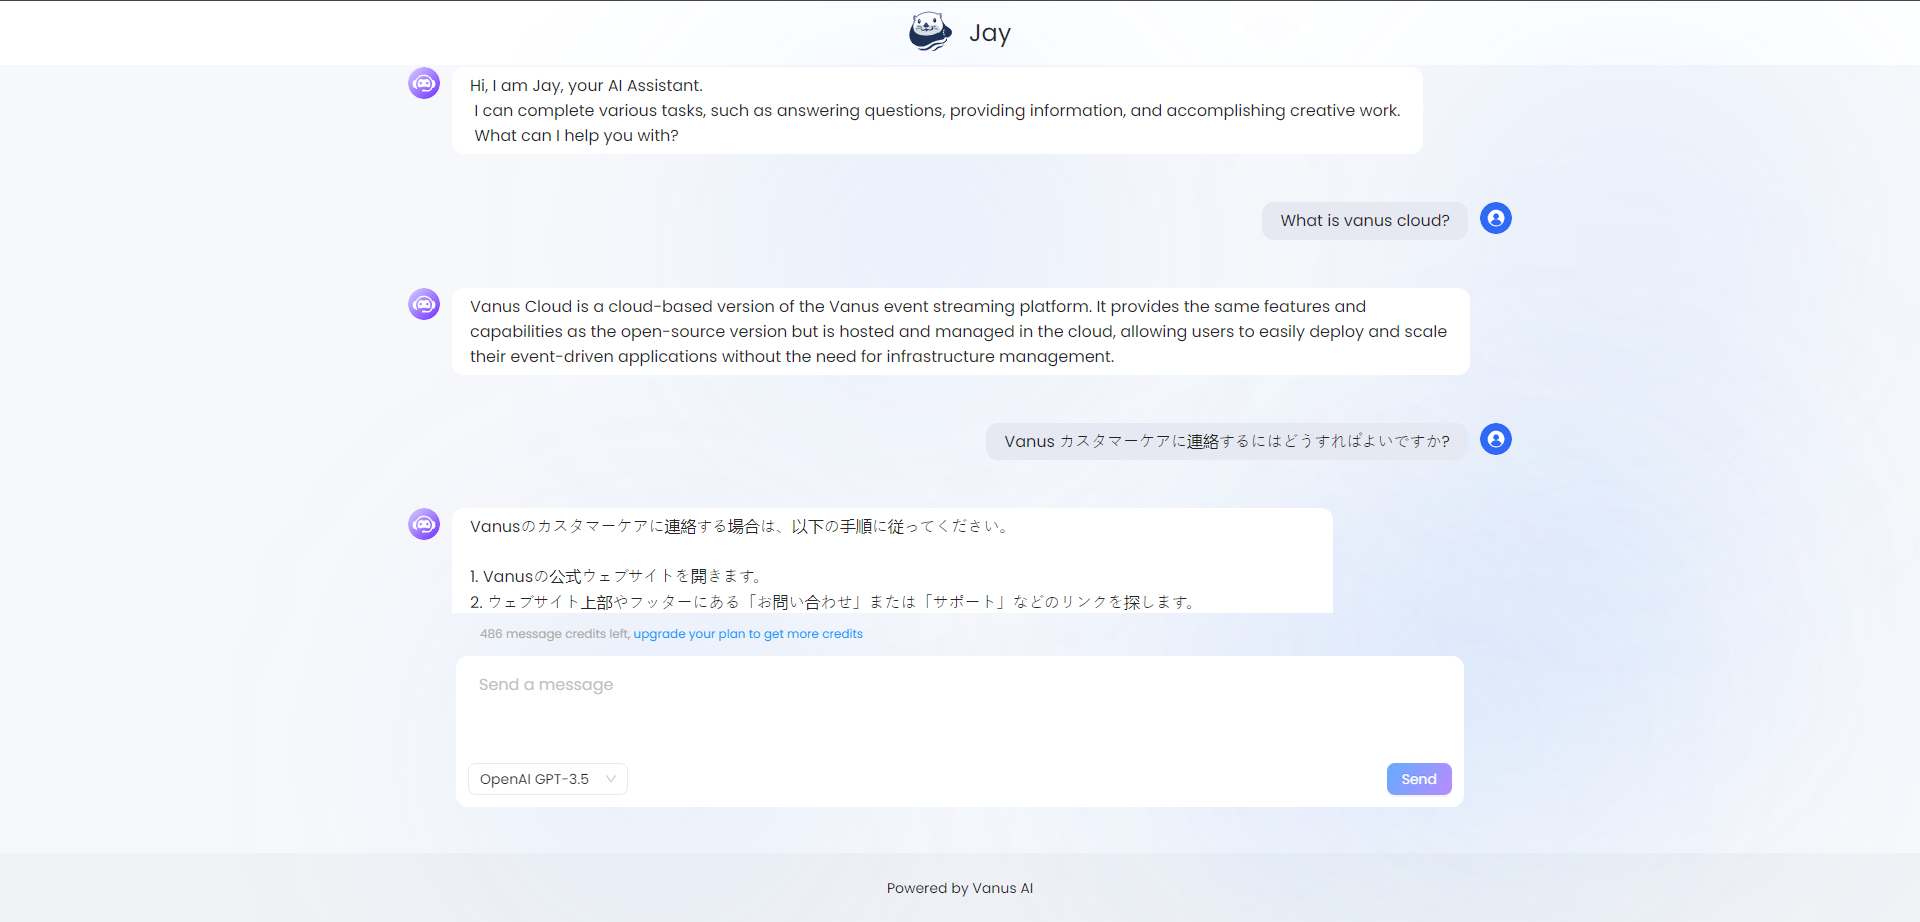 Jay
Hi, I am Jay, your AI Assistant.
I can complete various tasks, such as answering questions, providing information, and accomplishing creative work.
What can I help you with?
What is vanus cloud?
Vanus Cloud is a cloud-based version of the Vanus event streaming platform. It provides the same features and
capabilities as the open-source version but is hosted and managed in the cloud, allowing users to easily deploy and scale
their event-driven applications without the need for infrastructure management.
Vanus カスタマーケアに連絡するにはどうすればよいですか?
Vanusのカスタマーケアに連絡する場合は、以下の手順に従ってください。
1. Vanusの公式ウェブサイトを開きます。
2. ウェブサイト上部やフッターにある「お問い合わせ」または「サポート」などのリンクを探します。
486 message credits left, upgrade your plan to get more credits
Send a message
OpenAI GPT-3.5
Send
Powered by Vanus AI